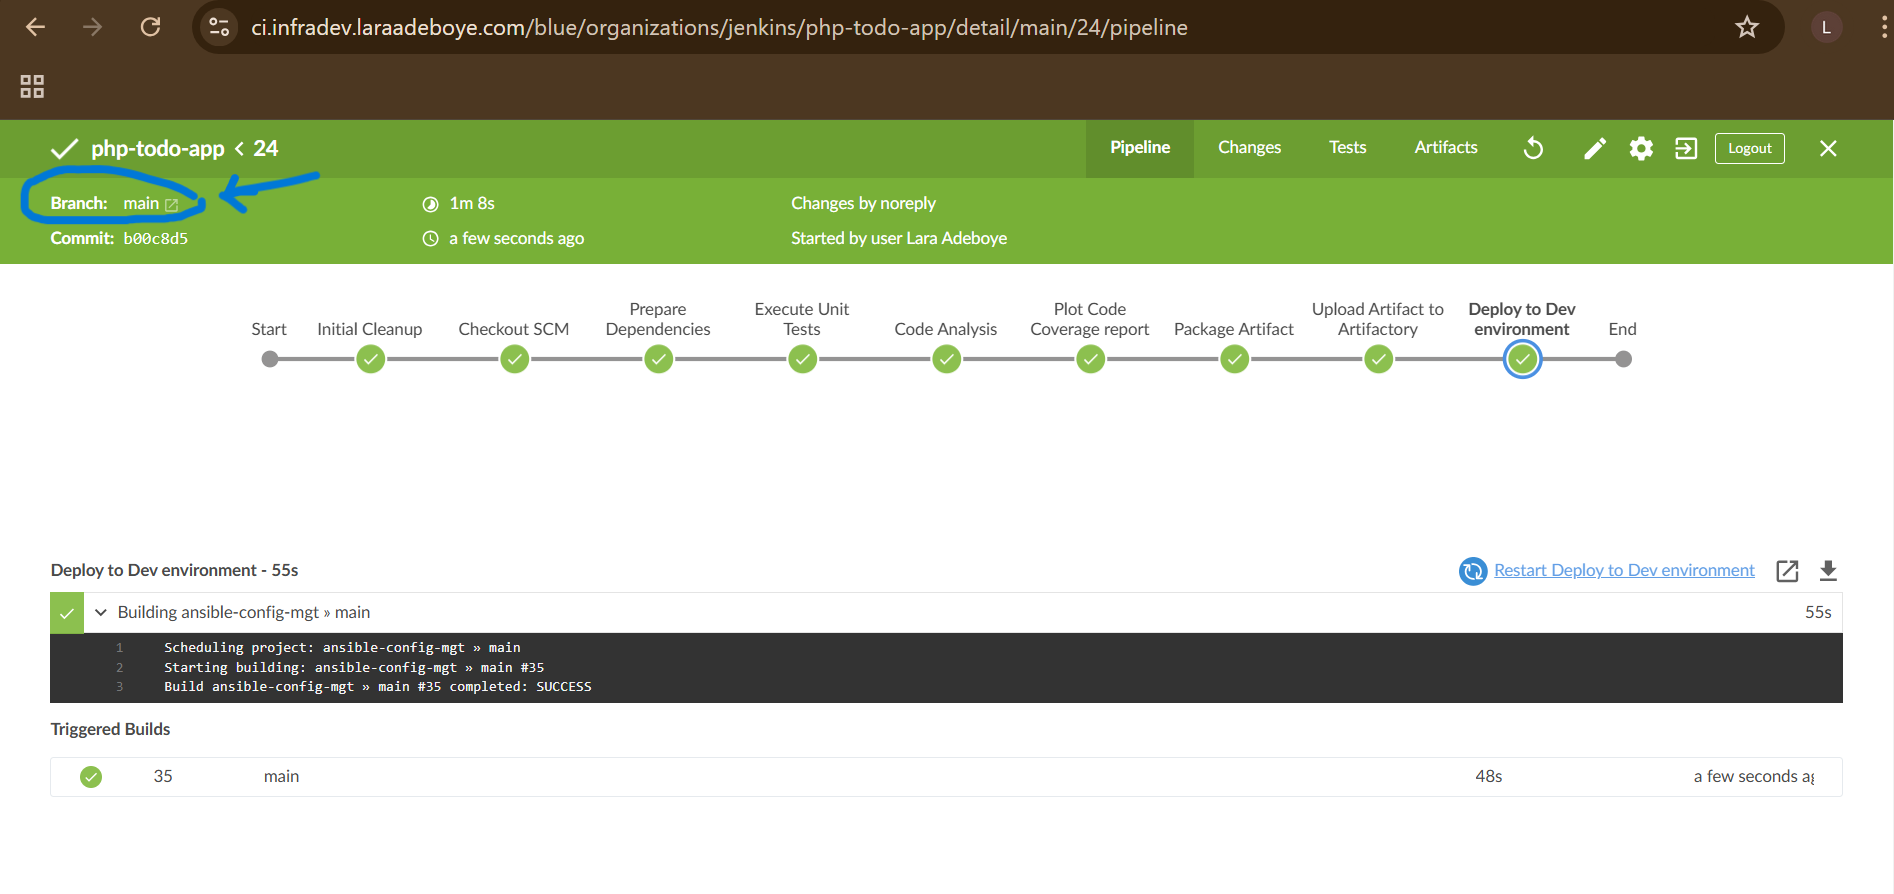 ci.infradev.laraadeboye.com/blue/organizations/jenkins/php-todo-app/detail/main/24/pipeline
L
php-todo-app < 24
Pipeline
Changes
Tests
Artifacts
Logout
Branch: main
1m 8s
Changes by noreply
Commit: b00c8d5
a few seconds ago
Started by user Lara Adeboye
Start
Initial Cleanup
Checkout SCM
Prepare
Dependencies
Execute Unit
Tests
Code Analysis
Plot Code
Coverage report
Package Artifact
Upload Artifact to
Artifactory
Deploy to Dev
environment
End
Deploy to Dev environment - 55s
Restart Deploy to Dev environment
Building ansible-config-mgt » main
55s
1 Scheduling project: ansible-config-mgt » main
2 Starting building: ansible-config-mgt » main #35
3 Build ansible-config-mgt » main #35 completed: SUCCESS
Triggered Builds
35 main 48s a few seconds ag